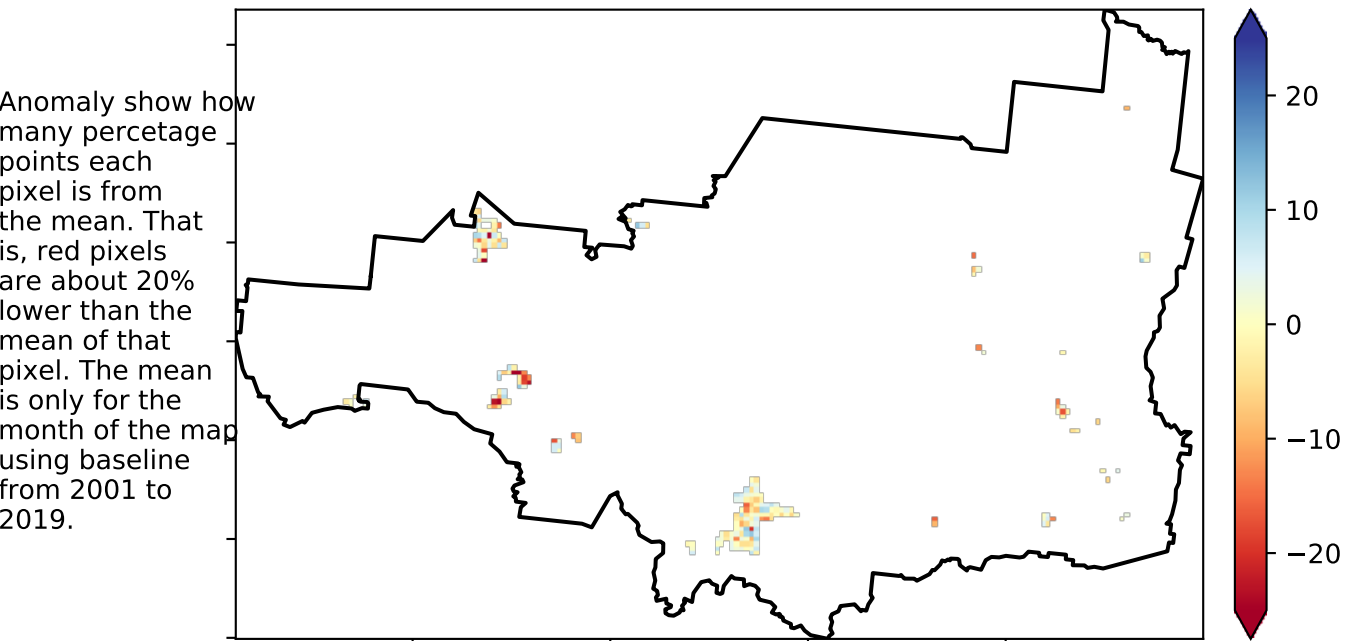 Anomaly show how
many percetage
points each
pixel is from
the mean. That
is, red pixels
are about 20%
lower than the
mean of that
pixel. The mean
is only for the
month of the map
using baseline
from 2001 to
2019.
20
10
0
−10
−20